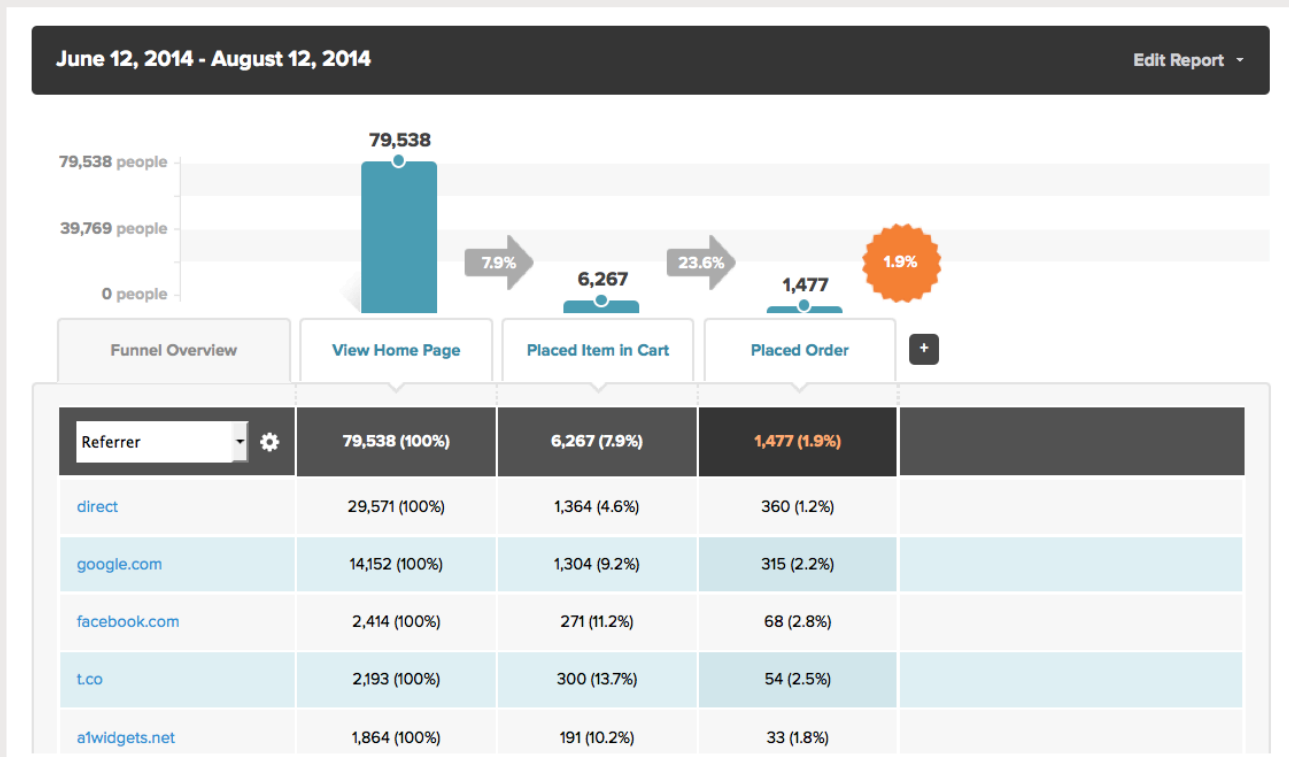 June 12, 2014 - August 12, 2014 Edit Report
79,538
79,538 people
39,769 people
7.9% 23.6% 1.9%
6,267 1,477
0 people
Funnel Overview View Home Page Placed Item in Cart Placed Order +
Referrer 79,538 (100%) 6,267 (7.9%) 1,477 (1.9%)
direct 29,571 (100%) 1,364 (4.6%) 360 (1.2%)
google.com 14,152 (100%) 1,304 (9.2%) 315 (2.2%)
facebook.com 2,414 (100%) 271 (11.2%) 68 (2.8%)
t.co 2,193 (100%) 300 (13.7%) 54 (2.5%)
a1widgets.net 1,864 (100%) 191 (10.2%) 33 (1.8%)